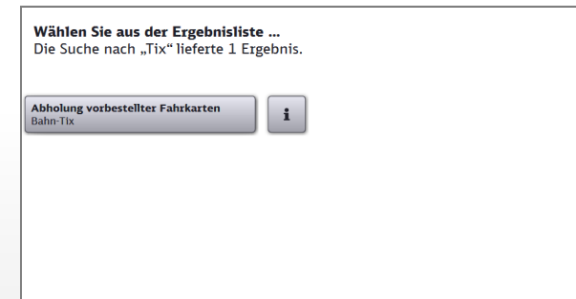 Wählen Sie aus der Ergebnisliste ...
Die Suche nach „Tix“ lieferte 1 Ergebnis.
Abholung vorbestellter Fahrkarten
Bahn-Tix
i